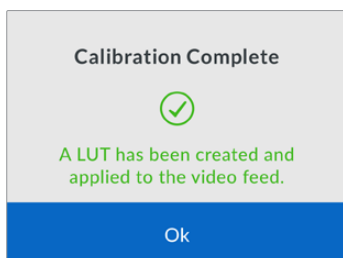 Calibration Complete
A LUT has been created and
applied to the video feed.
Ok